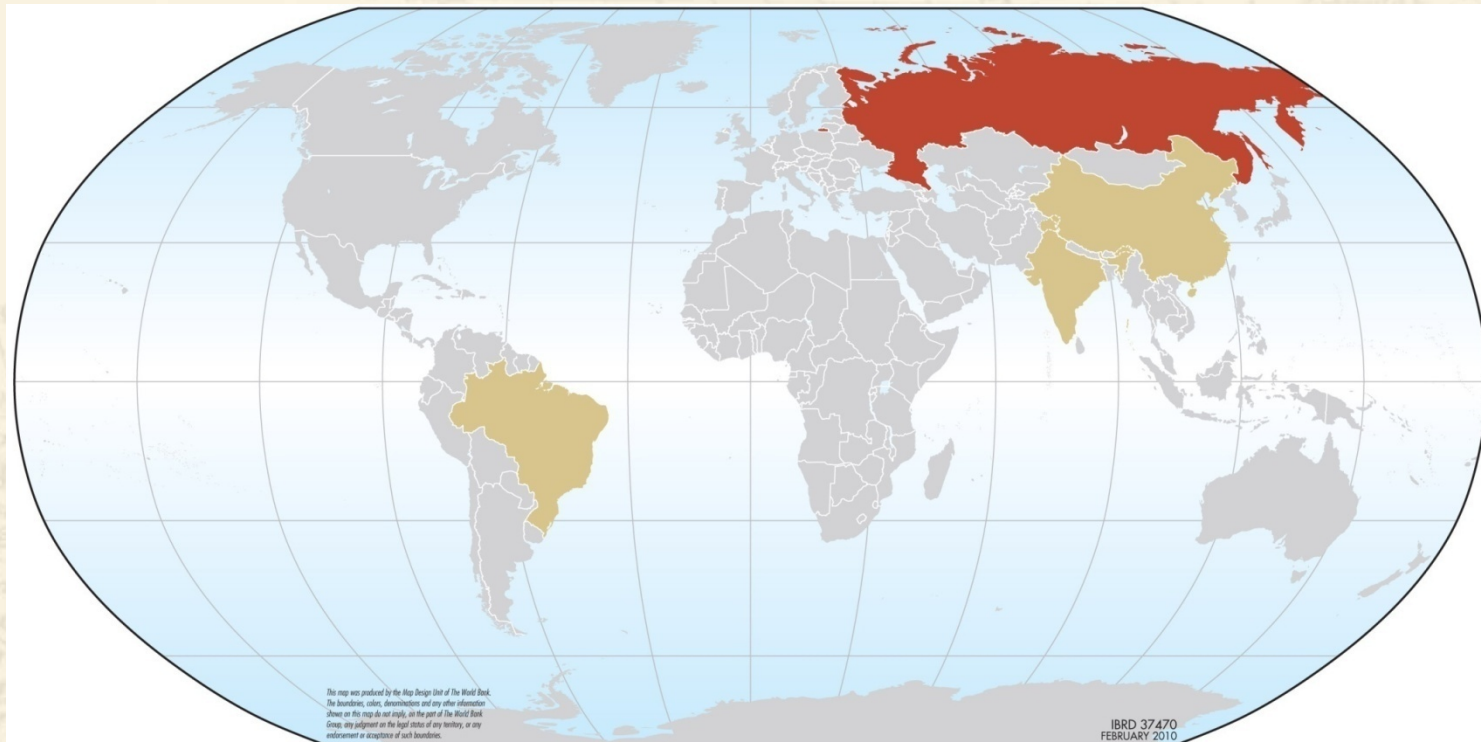 This map was produced by the Map Design Unit of The World Bank.
The boundaries, colors, denominations and any other information
shown on this map do not imply, on the part of The World Bank
Group, any judgment on the legal status of any territory, or any
endorsement or acceptance of such boundaries.
IBRD 37470
FEBRUARY 2010